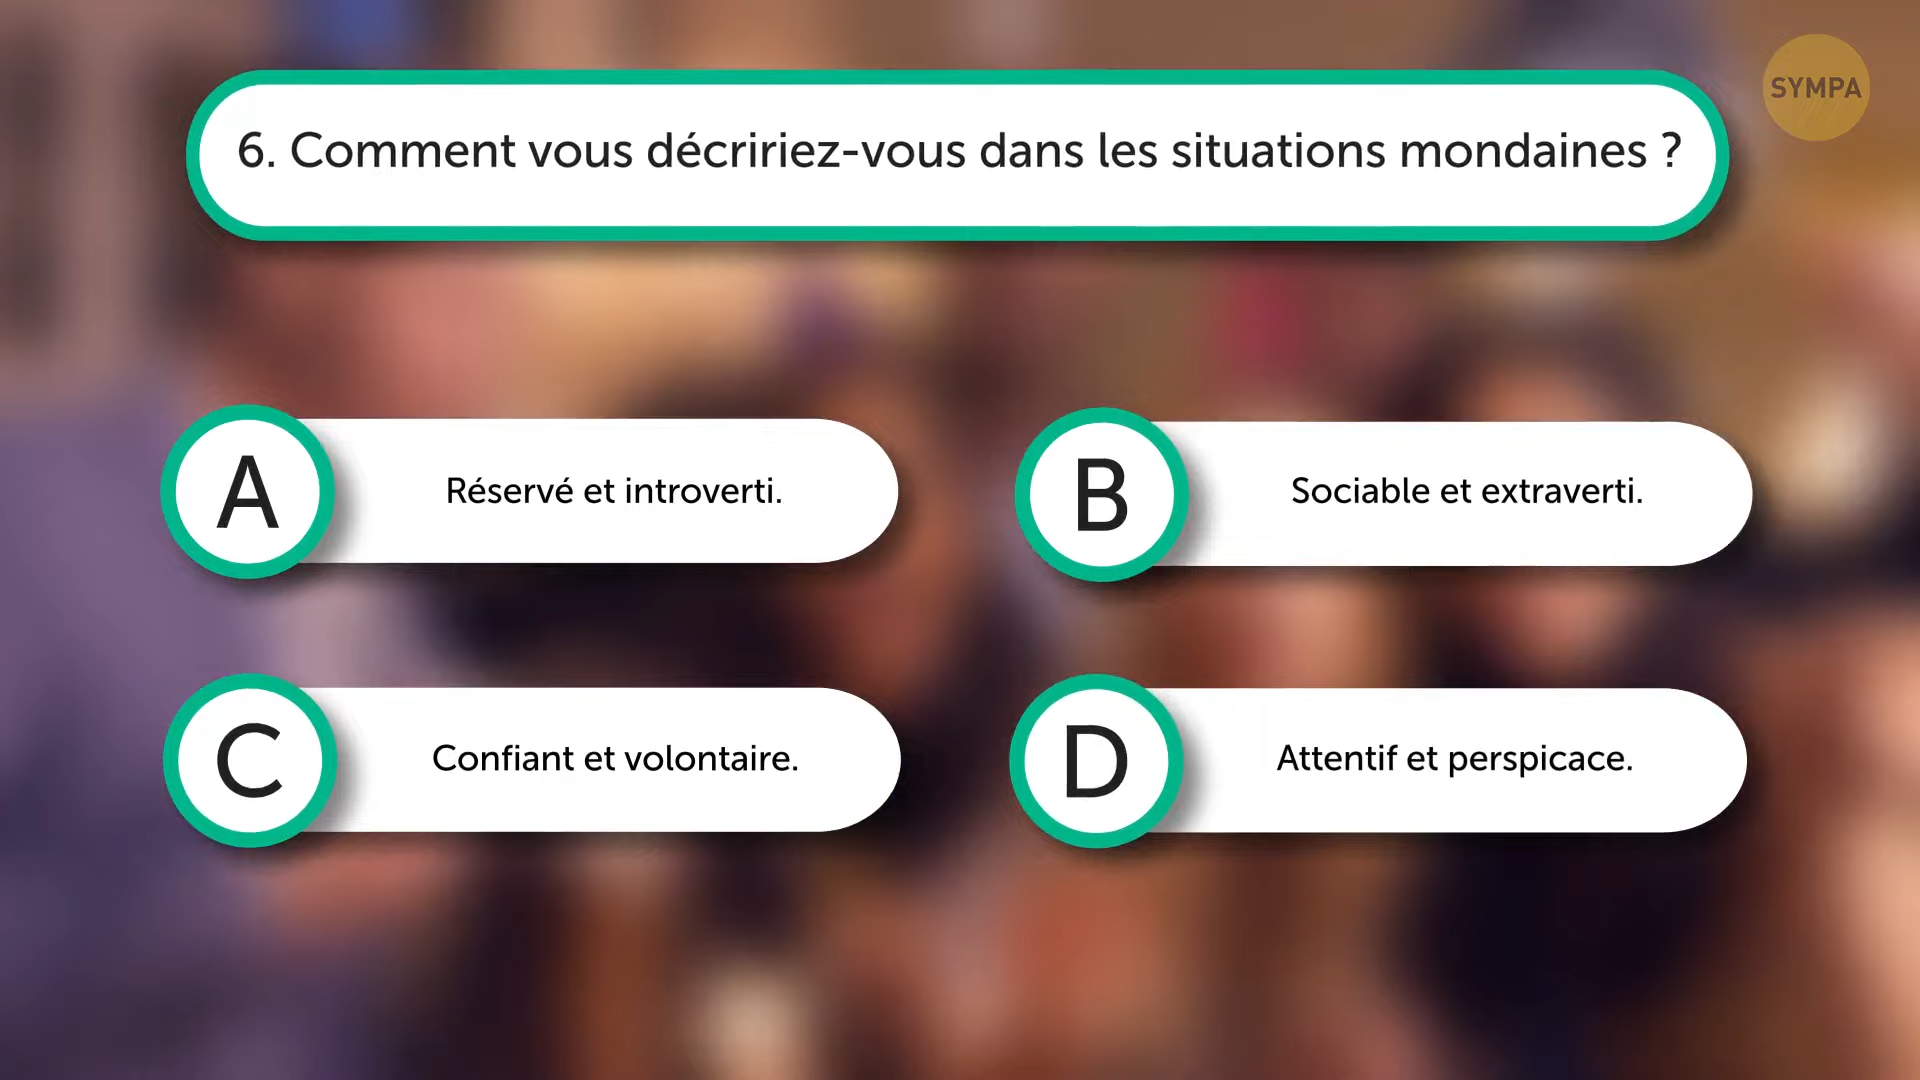 SYMPA
6. Comment vous décririez-vous dans les situations mondaines ?
A
Réservé et introverti.
B
Sociable et extraverti.
C
Confiant et volontaire.
D
Attentif et perspicace.